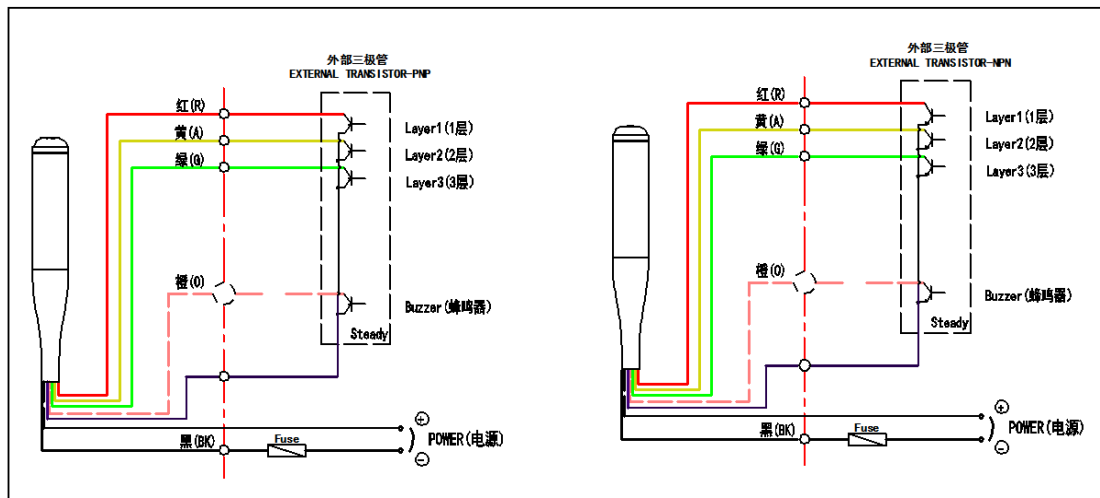 外部三极管
EXTERNAL TRANSISTOR-PNP
红(R)
Layer1(1层)
黄(A)
Layer2(2层)
绿(G)
Layer3(3层)
橙(O)
Buzzer(蜂鸣器)
Steady
+
POWER(电源)
黑(BK)
Fuse
−
外部三极管
EXTERNAL TRANSISTOR-NPN
红(R)
Layer1(1层)
黄(A)
Layer2(2层)
绿(G)
Layer3(3层)
橙(O)
Buzzer(蜂鸣器)
Steady
+
POWER(电源)
黑(BK)
Fuse
−